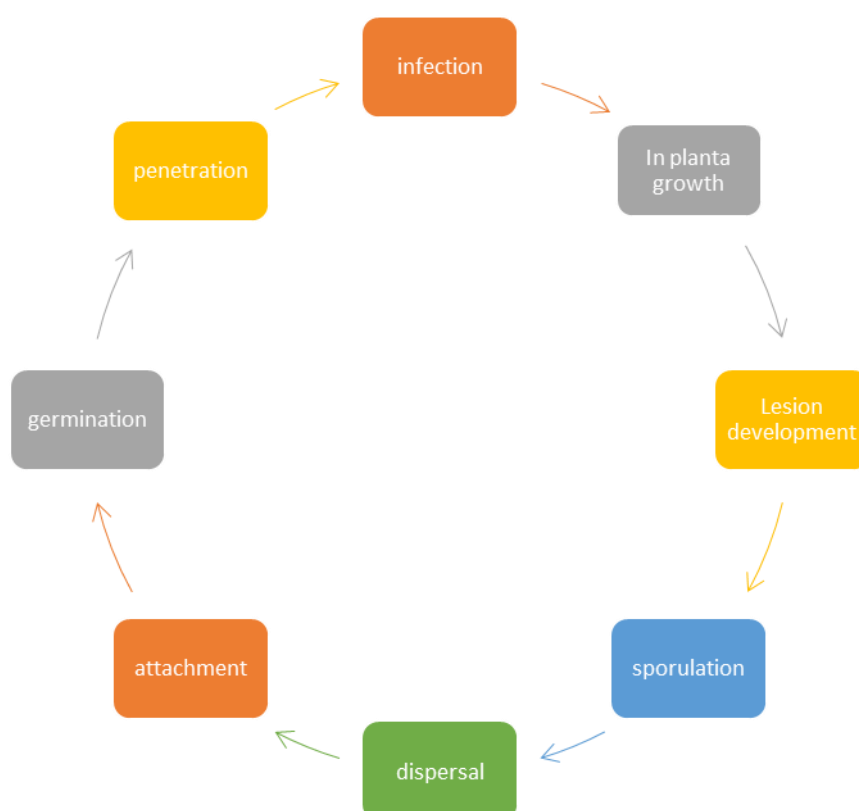 infection
In planta
growth
Lesion
development
sporulation
dispersal
attachment
germination
penetration